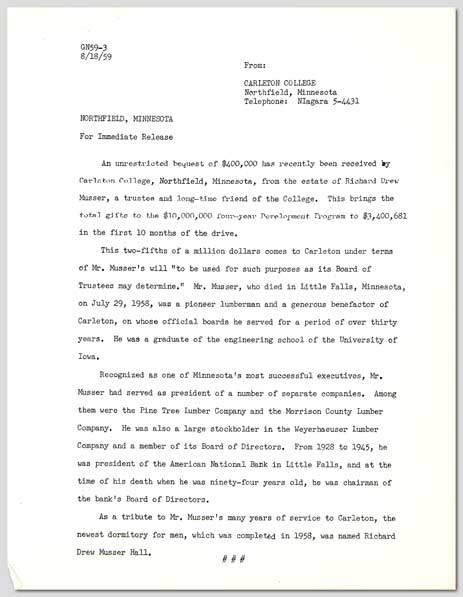 GN59-3
8/18/59
From:
CARLETON COLLEGE
Northfield, Minnesota
Telephone: NIagara 5-4431
NORTHFIELD, MINNESOTA
For Immediate Release
An unrestricted bequest of $400,000 has recently been received by
Carleton College, Northfield, Minnesota, from the estate of Richard Drew
Musser, a trustee and long-time friend of the College. This brings the
total gifts to the $10,000,000 four-year Development Program to $3,400,681
in the first 10 months of the drive.
This two-fifths of a million dollars comes to Carleton under terms
of Mr. Musser's will "to be used for such purposes as its Board of
Trustees may determine." Mr. Musser, who died in Little Falls, Minnesota,
on July 29, 1958, was a pioneer lumberman and a generous benefactor of
Carleton, on whose official boards he served for a period of over thirty
years. He was a graduate of the engineering school of the University of
Iowa.
Recognized as one of Minnesota's most successful executives, Mr.
Musser had served as president of a number of separate companies. Among
them were the Pine Tree Lumber Company and the Morrison County Lumber
Company. He was also a large stockholder in the Weyerhaeuser Lumber
Company and a member of its Board of Directors. From 1928 to 1945, he
was president of the American National Bank in Little Falls, and at the
time of his death when he was ninety-four years old, he was chairman of
the bank's Board of Directors.
As a tribute to Mr. Musser's many years of service to Carleton, the
newest dormitory for men, which was completed in 1958, was named Richard
Drew Musser Hall.
# # #